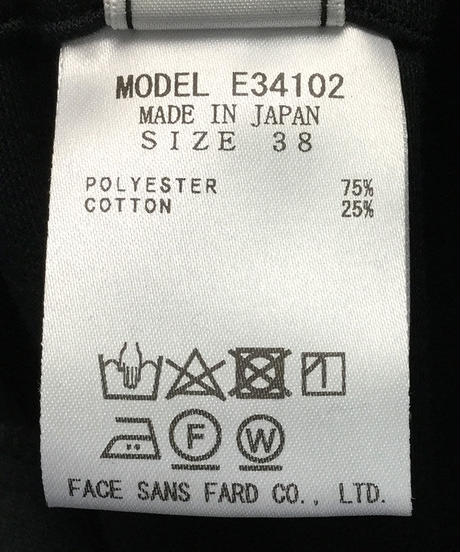 MODEL E34102
MADE IN JAPAN
SIZE 38
POLYESTER 75%
COTTON 25%
F W
FACE SANS FARD CO., LTD.